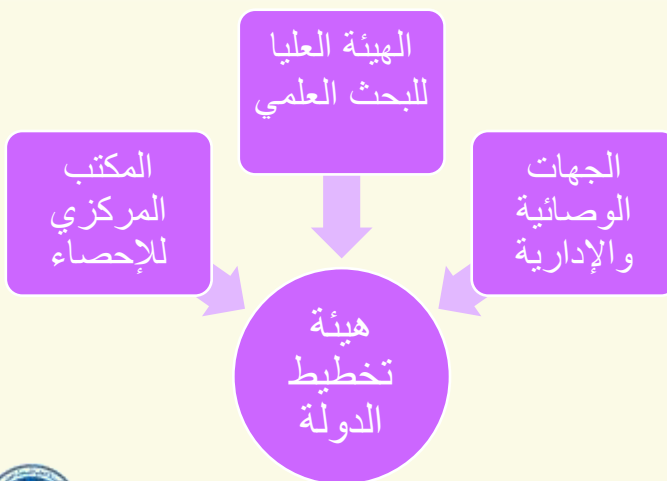 الهيئة العليا
للبحث العلمي
الجهات
الوصائية
والإدارية
المكتب
المركزي
للإحصاء
هيئة
تخطيط
الدولة